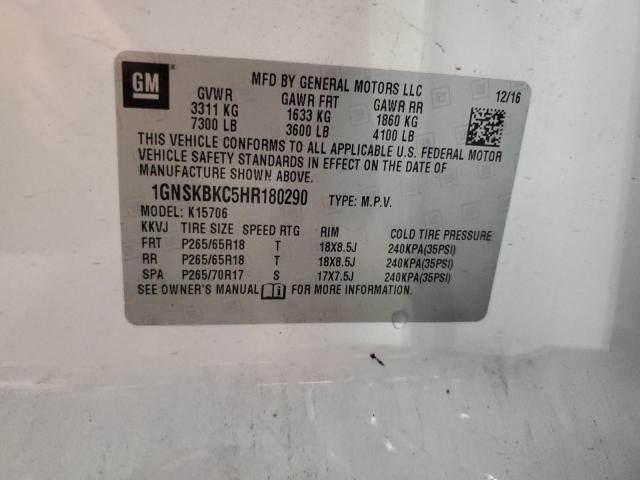 GM
MFD BY GENERAL MOTORS LLC
GVWR GAWR FRT GAWR RR 12/16
3311 KG 1633 KG 1860 KG
7300 LB 3600 LB 4100 LB
THIS VEHICLE CONFORMS TO ALL APPLICABLE U.S. FEDERAL MOTOR
VEHICLE SAFETY STANDARDS IN EFFECT ON THE DATE OF
MANUFACTURE SHOWN ABOVE.
1GNSKBKC5HR180290 TYPE: M.P.V.
MODEL: K15706
KKVJ TIRE SIZE SPEED RTG RIM COLD TIRE PRESSURE
FRT P265/65R18 T 18X8.5J 240KPA(35PSI)
RR P265/65R18 T 18X8.5J 240KPA(35PSI)
SPA P265/70R17 S 17X7.5J 240KPA(35PSI)
SEE OWNER'S MANUAL i FOR MORE INFORMATION.